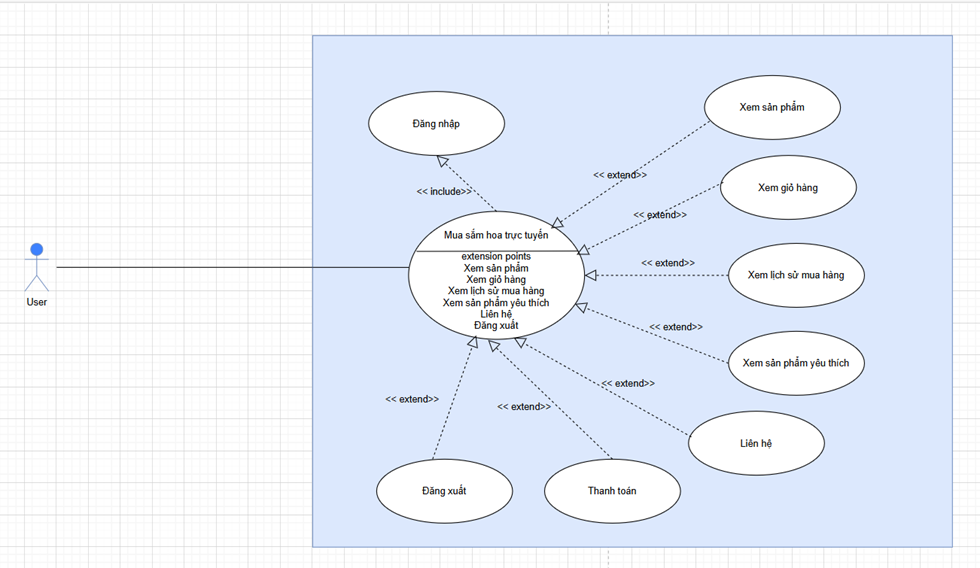 Xem sản phẩm
Đăng nhập
<< extend>>
Xem giỏ hàng
<< include>>
<< extend>>
Mua sắm hoa trực tuyến
extension points
Xem sản phẩm
Xem giỏ hàng
Xem lịch sử mua hàng
Xem sản phẩm yêu thích
Liên hệ
Đăng xuất
<< extend>>
Xem lịch sử mua hàng
User
<< extend>>
Xem sản phẩm yêu thích
<< extend>>
<< extend>>
<< extend>>
Liên hệ
Đăng xuất
Thanh toán